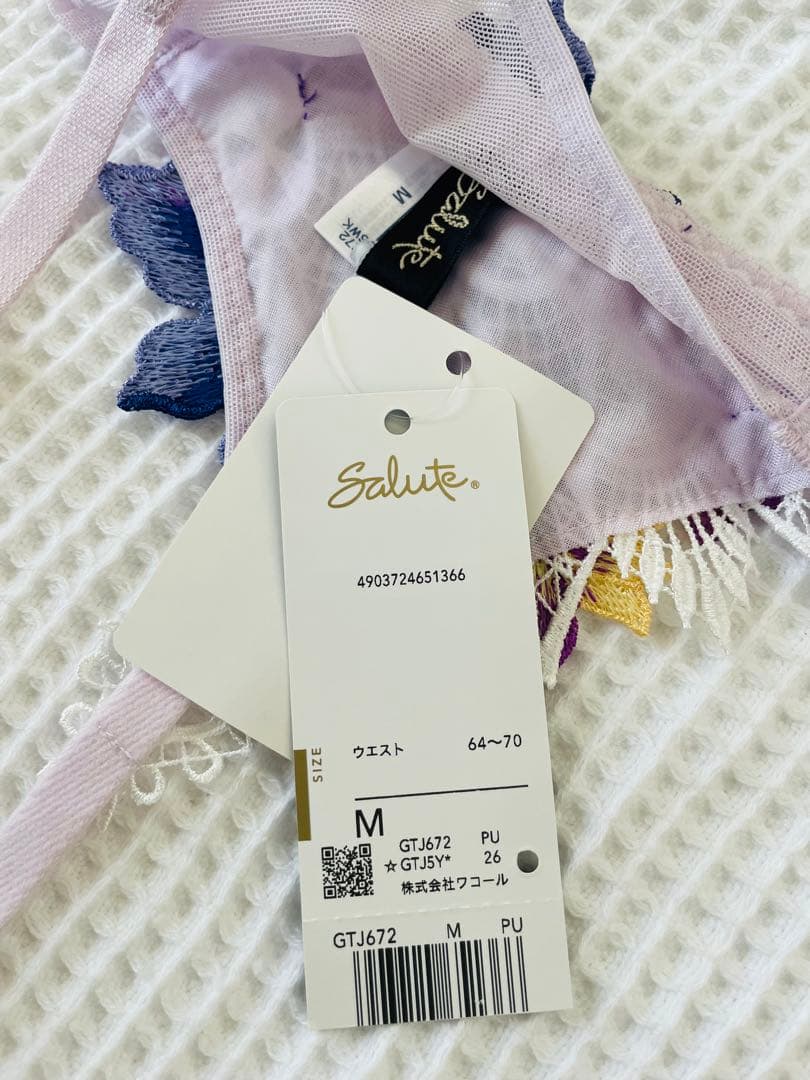 M
Salute
Salute®
4903724651366
SIZE
ウエスト 64〜70
M
GTJ672 PU
☆GTJ5Y* 26
株式会社ワコール
GTJ672 M PU